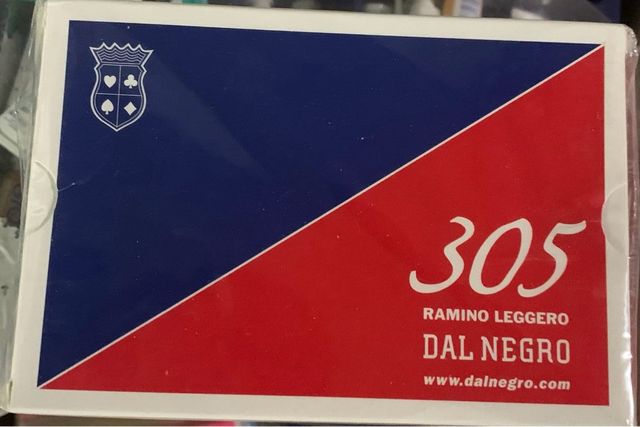 305
RAMINO LEGGERO
DAL NEGRO
www.dalnegro.com